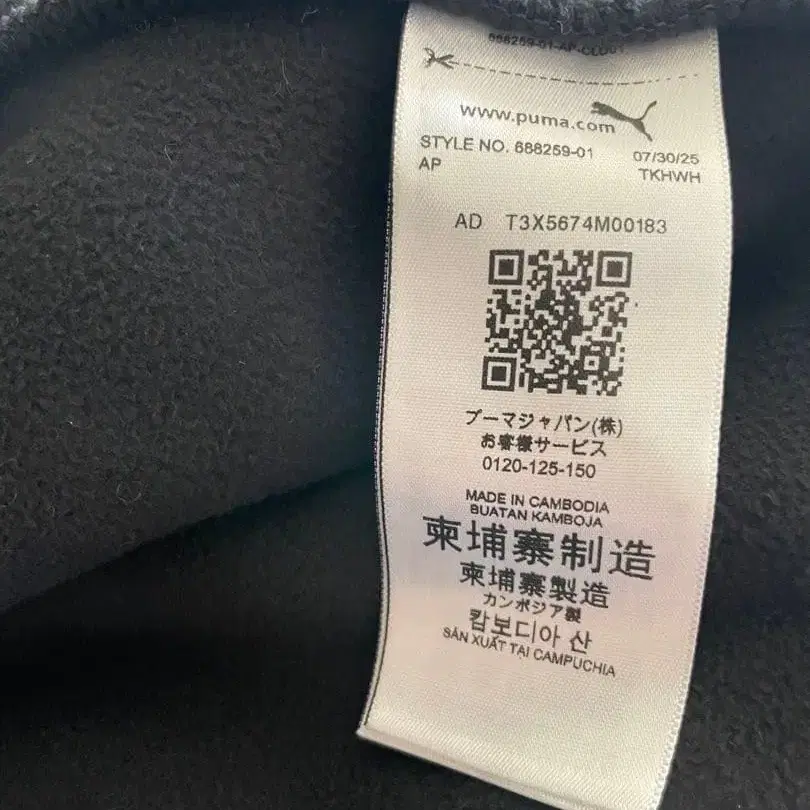 688259-01-AP-CLO01
www.puma.com
STYLE NO. 688259-01 07/30/25
AP TKHWH
AD T3X5674M00183
プーマジャパン(株)
お客様サービス
0120-125-150
MADE IN CAMBODIA
BUATAN KAMBOJA
柬埔寨制造
柬埔寨製造
カンボジア製
캄보디아 산
SẢN XUẤT TẠI CAMPUCHIA